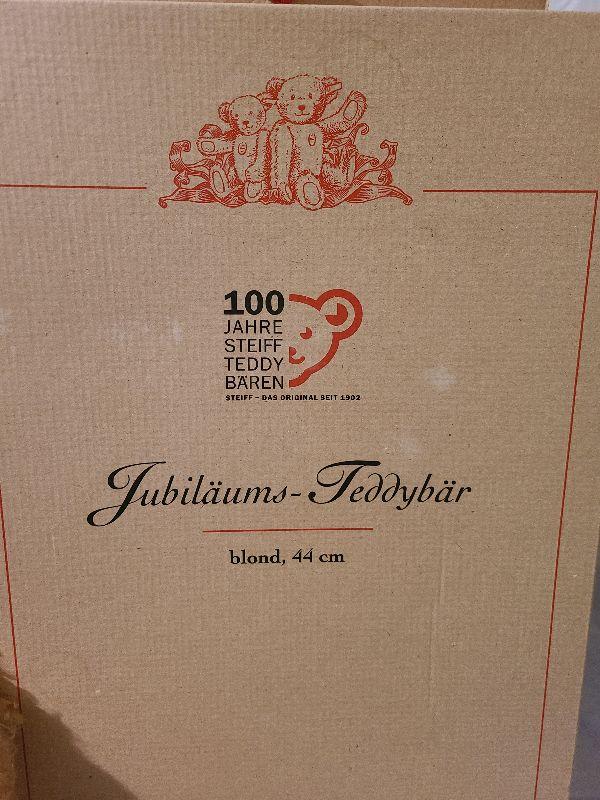 100
JAHRE
STEIFF
TEDDY
BÄREN
STEIFF – DAS ORIGINAL SEIT 1902
Jubiläums-Teddybär
blond, 44 cm